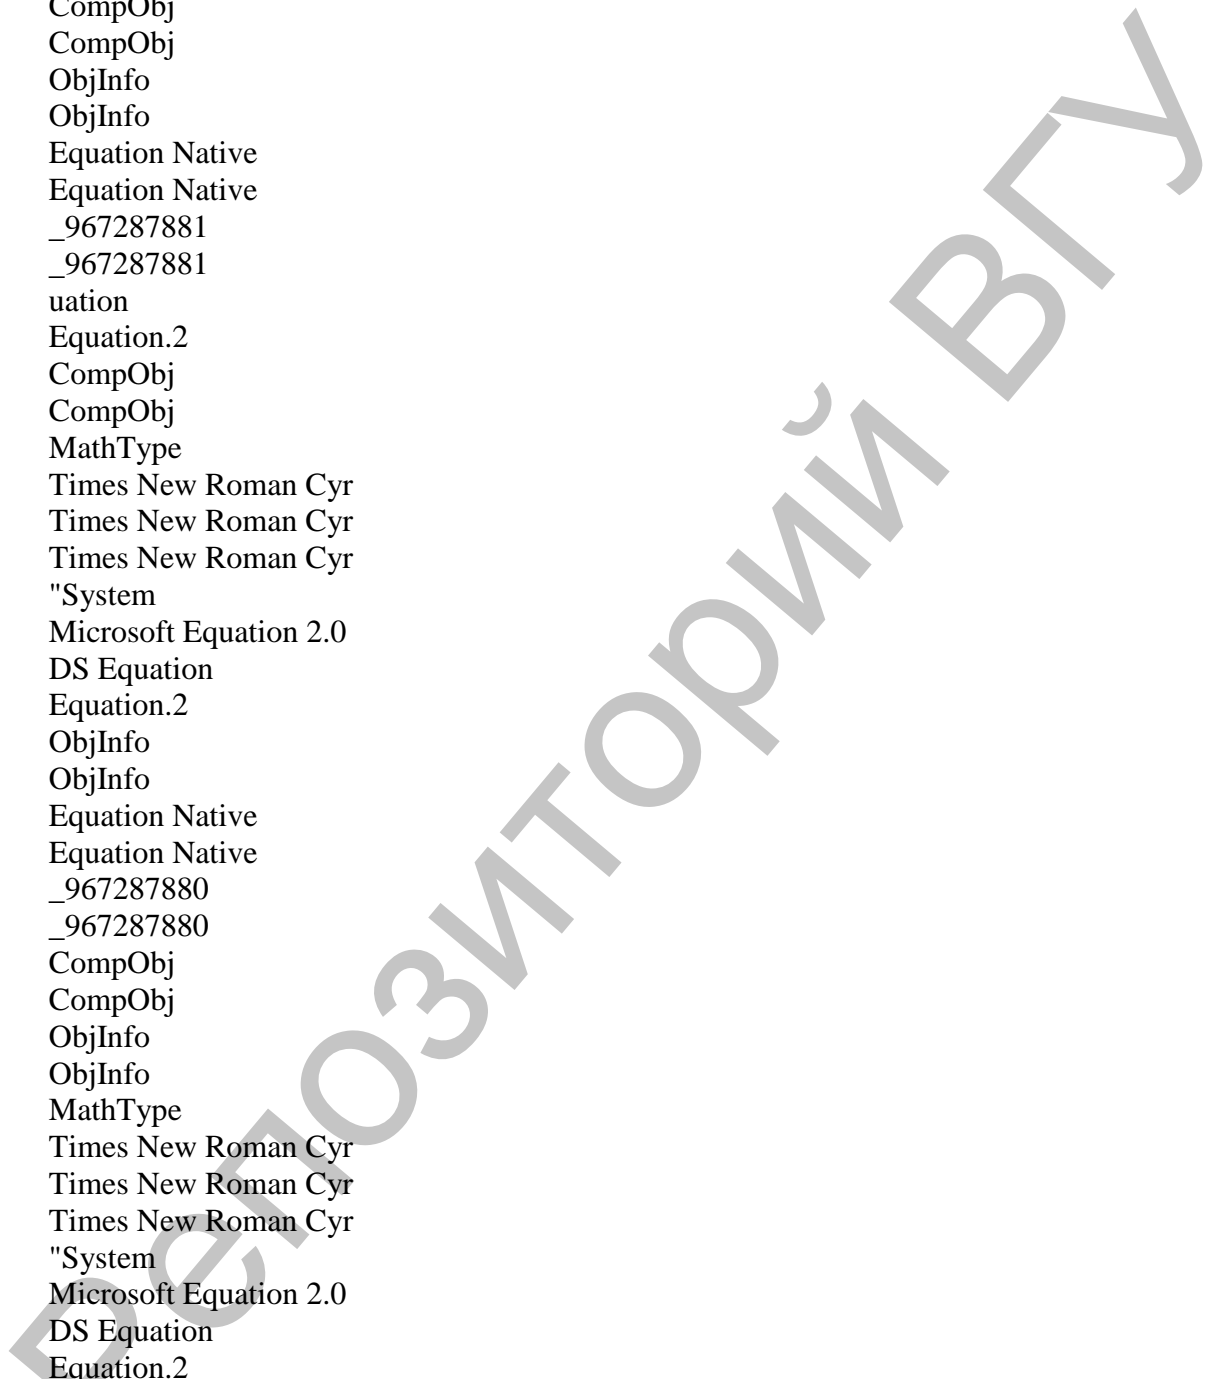 CompObj
CompObj
ObjInfo
ObjInfo
Equation Native
Equation Native
_967287881
_967287881
uation
Equation.2
CompObj
CompObj
MathType
Times New Roman Cyr
Times New Roman Cyr
Times New Roman Cyr
"System
Microsoft Equation 2.0
DS Equation
Equation.2
ObjInfo
ObjInfo
Equation Native
Equation Native
_967287880
_967287880
CompObj
CompObj
ObjInfo
ObjInfo
MathType
Times New Roman Cyr
Times New Roman Cyr
Times New Roman Cyr
"System
Microsoft Equation 2.0
DS Equation
Equation.2
Репозиторий ВГУ